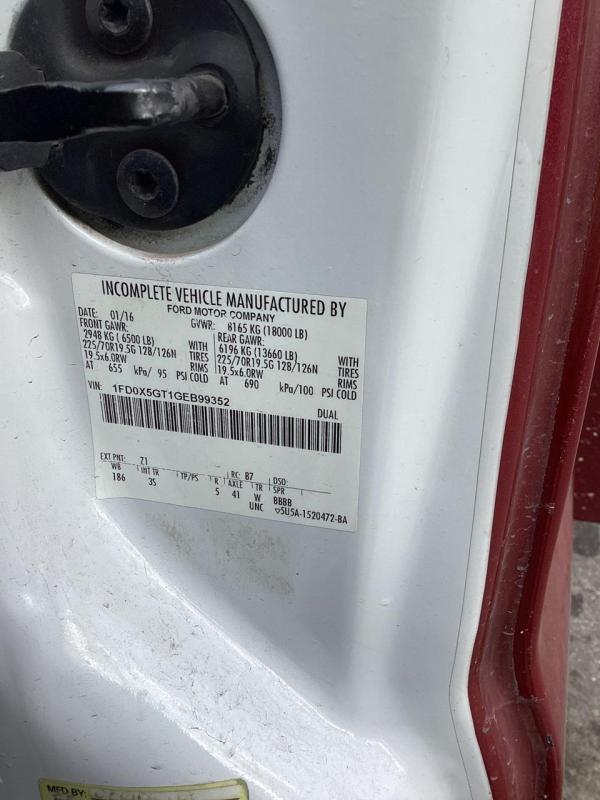 INCOMPLETE VEHICLE MANUFACTURED BY
FORD MOTOR COMPANY
DATE: 01/16 GVWR: 8165 KG (18000 LB)
FRONT GAWR: REAR GAWR:
2948 KG ( 6500 LB) WITH 6196 KG (13660 LB) WITH
225/70R19.5G 128/126N TIRES 225/70R19.5G 128/126N TIRES
19.5x6.0RW RIMS 19.5x6.0RW RIMS
AT 655 kPa/ 95 PSI COLD AT 690 kPa/100 PSI COLD
VIN: 1FD0X5GT1GEB99352
DUAL
EXT PNT: Z1 RC: B7 DSO:
WB INT TR TP/PS R AXLE TR SPR
186 3S 5 41 W BBBB
UNC 5U5A-1520472-BA
MFD BY: